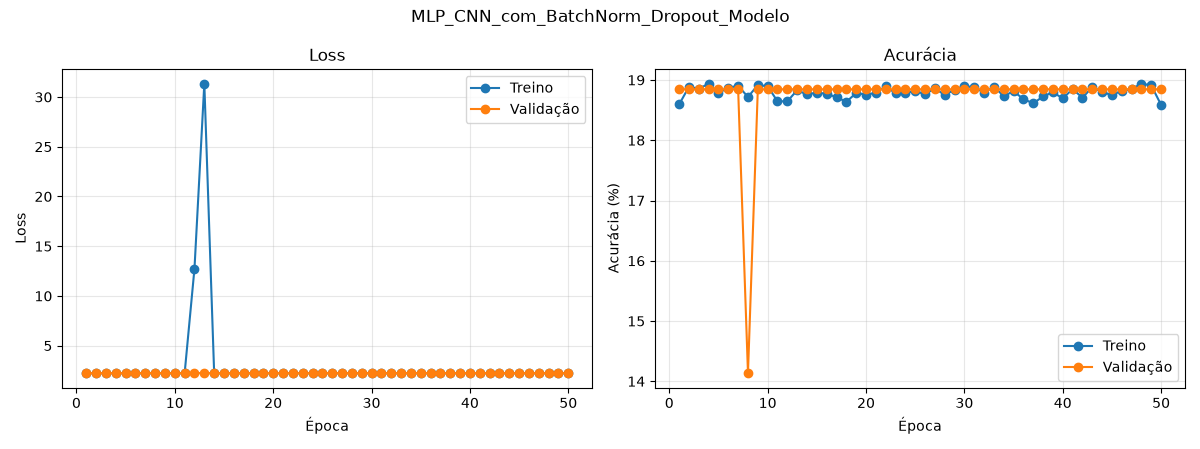 MLP_CNN_com_BatchNorm_Dropout_Modelo
Loss
Acurácia
Loss
30
25
20
15
10
5
0
10
20
30
40
50
Época
Treino
Validação
Acurácia (%)
19
18
17
16
15
14
0
10
20
30
40
50
Época
Treino
Validação